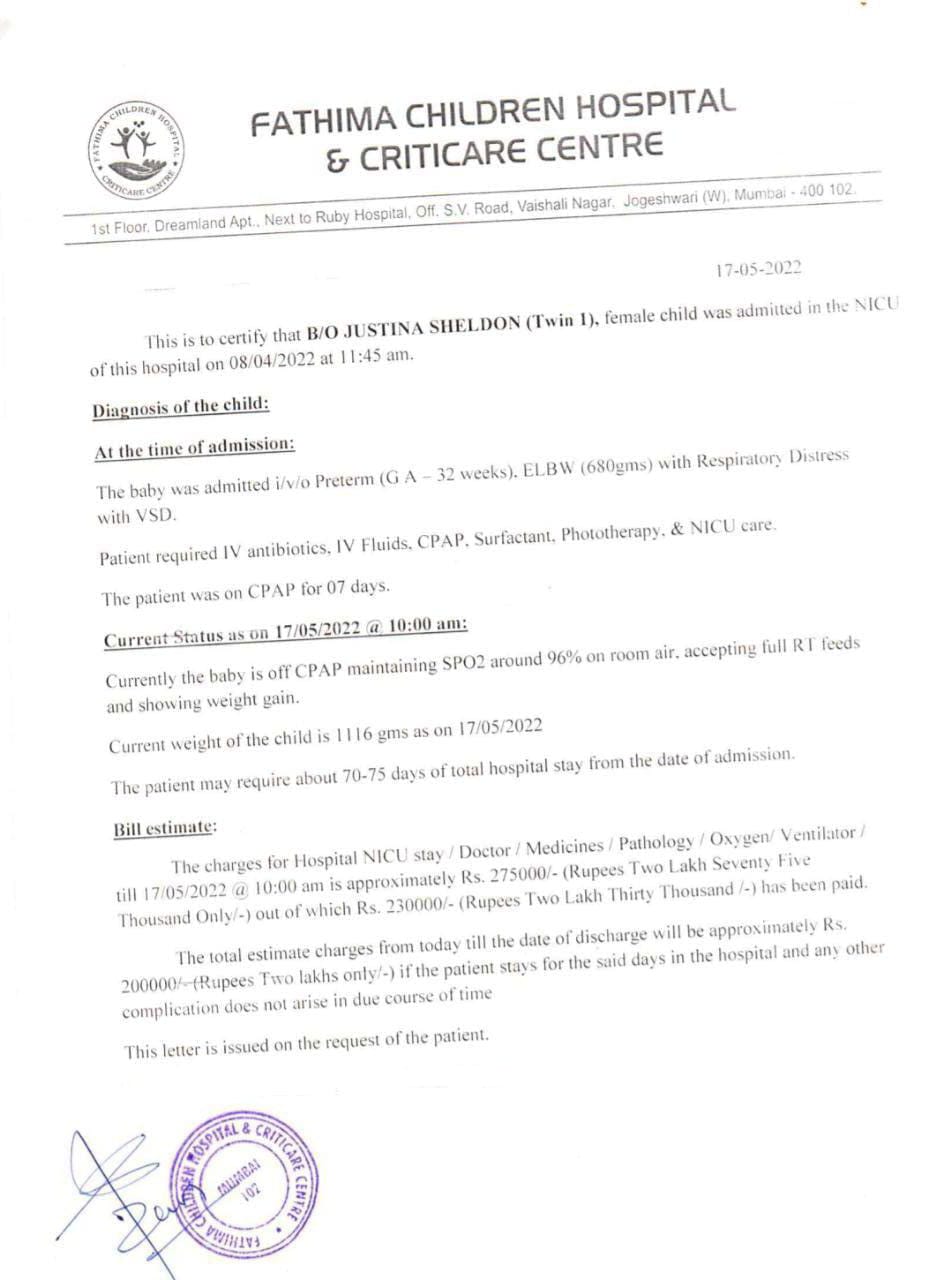 FATHIMA CHILDREN HOSPITAL
& CRITICARE CENTRE
FATHIMA CHILDREN HOSPITAL
CRITICARE CENTRE
1st Floor, Dreamland Apt., Next to Ruby Hospital, Off. S.V. Road, Vaishali Nagar, Jogeshwari (W), Mumbai - 400 102.
17-05-2022
This is to certify that B/O JUSTINA SHELDON (Twin 1), female child was admitted in the NICU
of this hospital on 08/04/2022 at 11:45 am.
Diagnosis of the child:
At the time of admission:
The baby was admitted i/v/o Preterm (G A – 32 weeks), ELBW (680gms) with Respiratory Distress
with VSD.
Patient required IV antibiotics, IV Fluids, CPAP, Surfactant, Phototherapy, & NICU care.
The patient was on CPAP for 07 days.
Current Status as on 17/05/2022 @ 10:00 am:
Currently the baby is off CPAP maintaining SPO2 around 96% on room air, accepting full RT feeds
and showing weight gain.
Current weight of the child is 1116 gms as on 17/05/2022
The patient may require about 70-75 days of total hospital stay from the date of admission.
Bill estimate:
The charges for Hospital NICU stay / Doctor / Medicines / Pathology / Oxygen/ Ventilator /
till 17/05/2022 @ 10:00 am is approximately Rs. 275000/- (Rupees Two Lakh Seventy Five
Thousand Only/-) out of which Rs. 230000/- (Rupees Two Lakh Thirty Thousand /-) has been paid.
The total estimate charges from today till the date of discharge will be approximately Rs.
200000/- (Rupees Two lakhs only/-) if the patient stays for the said days in the hospital and any other
complication does not arise in due course of time
This letter is issued on the request of the patient.
FATHIMA CHILDREN HOSPITAL & CRITICARE CENTRE
MUMBAI
102